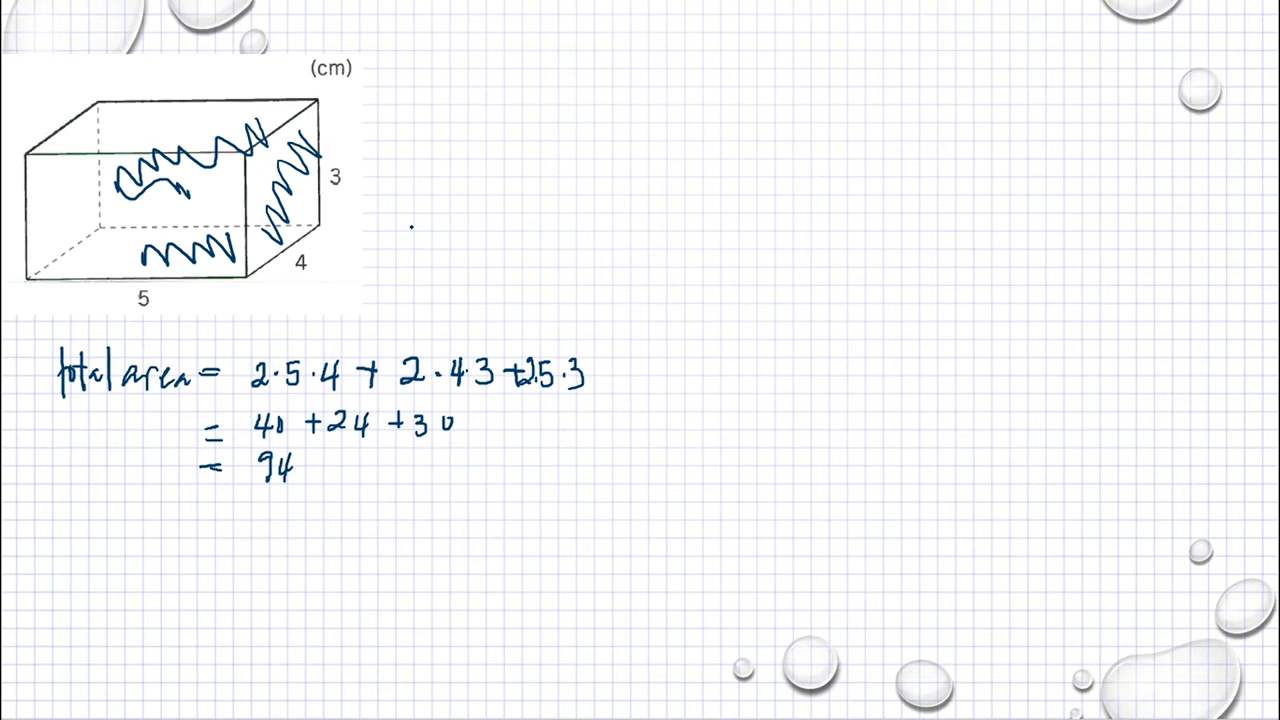 (cm)
3
4
5
total area = 2.5.4 + 2.4.3 +2.5.3
= 40 +24 +30
= 94